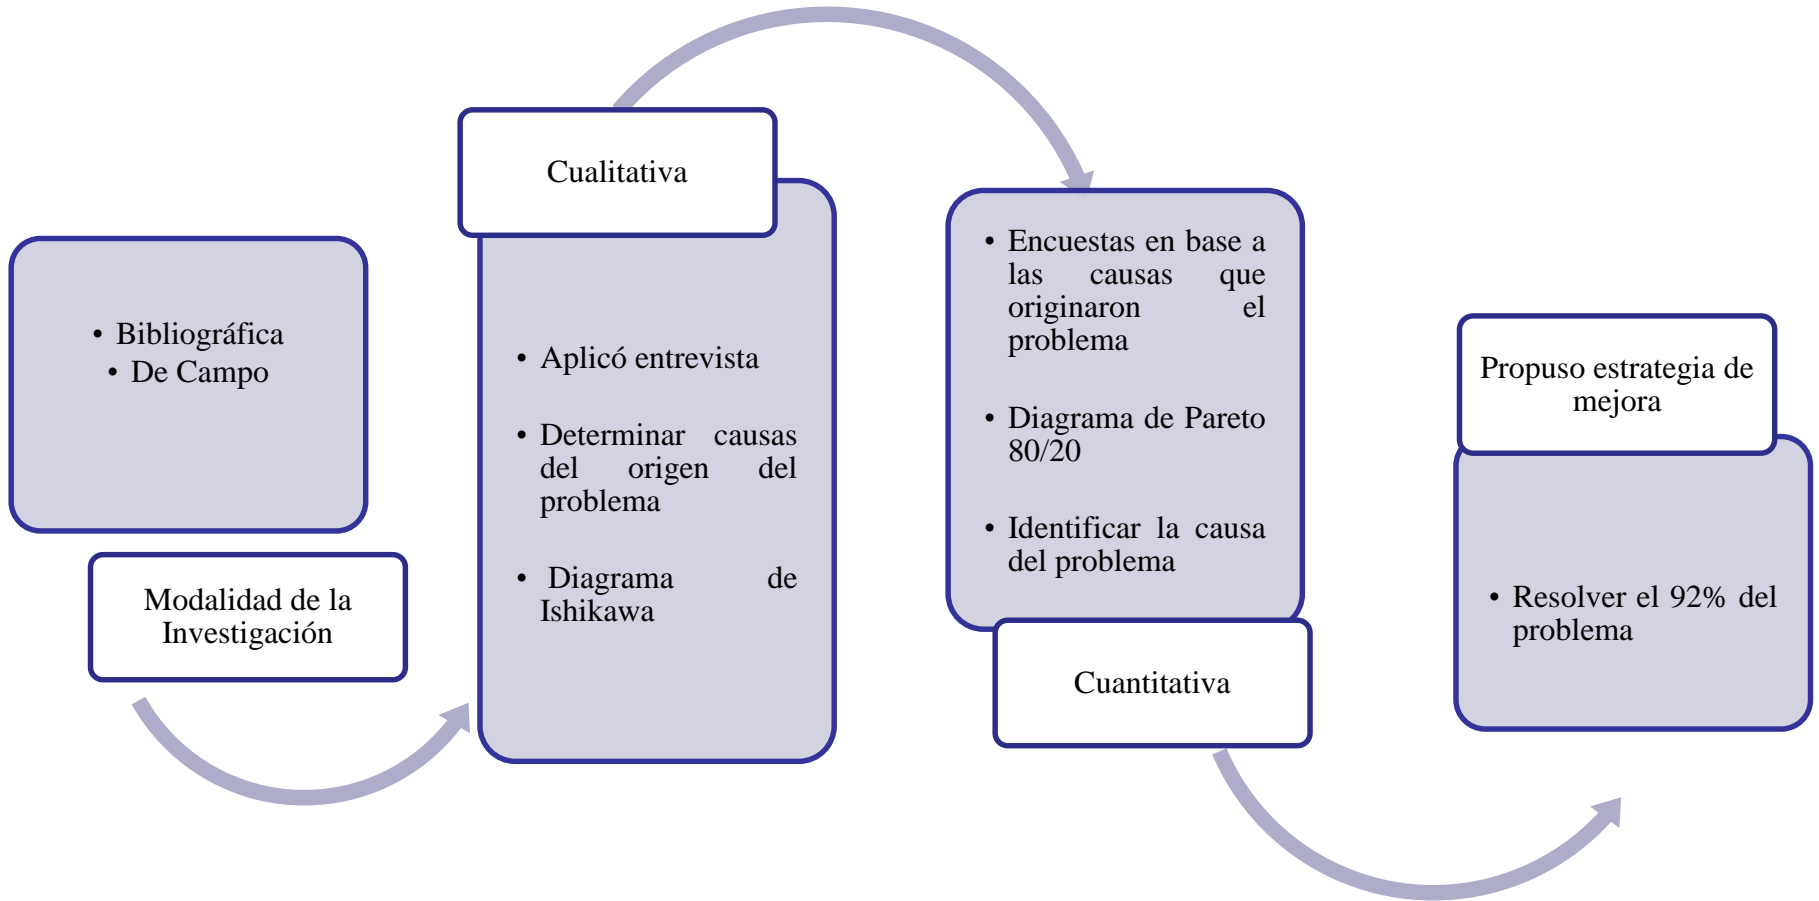 • Bibliográfica
• De Campo
Modalidad de la
Investigación
Cualitativa
• Aplicó entrevista
• Determinar causas
del origen del
problema
• Diagrama de
Ishikawa
• Encuestas en base a
las causas que
originaron el
problema
• Diagrama de Pareto
80/20
• Identificar la causa
del problema
Cuantitativa
Propuso estrategia de
mejora
• Resolver el 92% del
problema